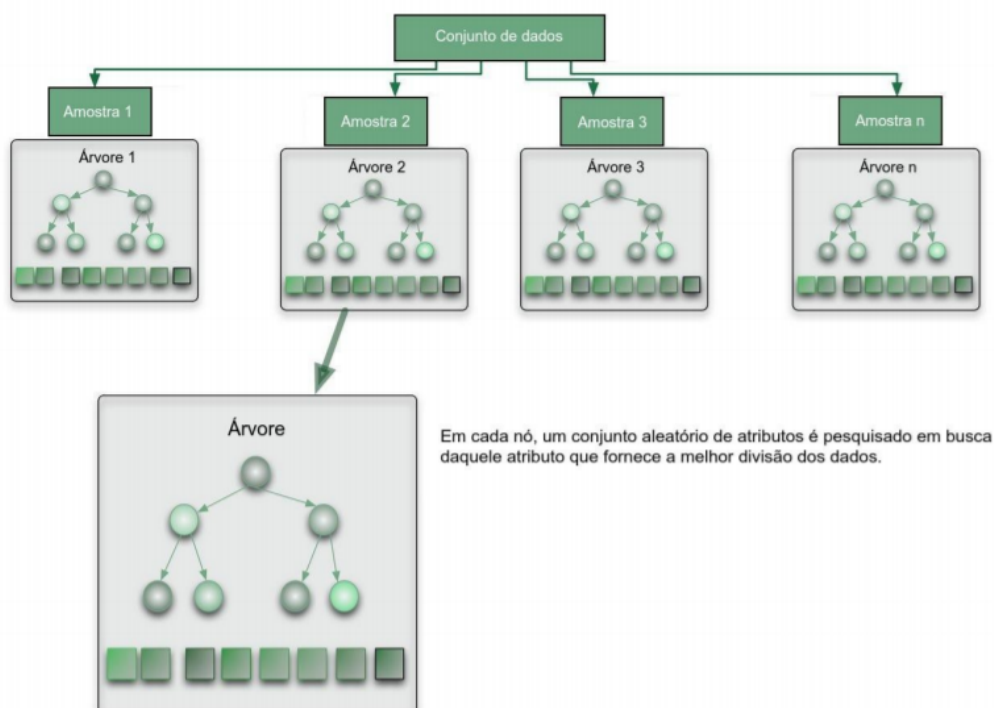 Conjunto de dados
Amostra 1
Amostra 2
Amostra 3
Amostra n
Árvore 1
Árvore 2
Árvore 3
Árvore n
Árvore
Em cada nó, um conjunto aleatório de atributos é pesquisado em busca
daquele atributo que fornece a melhor divisão dos dados.